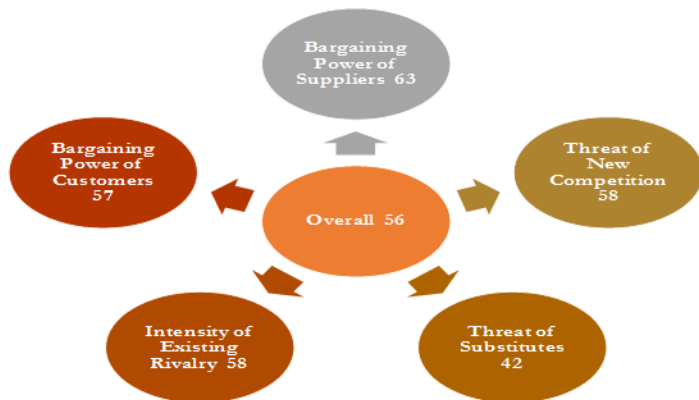 Bargaining
Power of
Suppliers 63
Bargaining
Power of
Customers
57
Threat of
New
Competition
58
Overall 56
Intensity of
Existing
Rivalry 58
Threat of
Substitutes
42